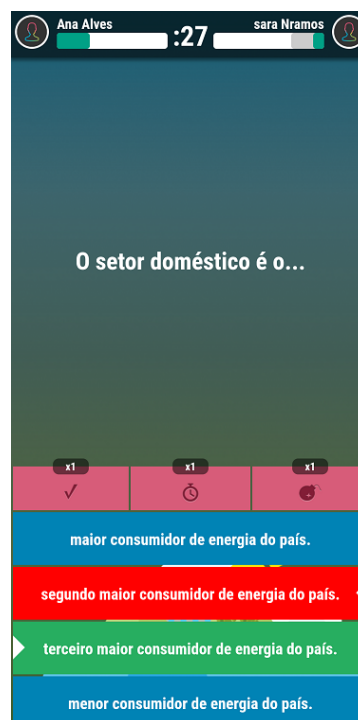 Ana Alves
:27
sara Nramos
O setor doméstico é o...
x1
x1
x1
maior consumidor de energia do país.
segundo maior consumidor de energia do país.
terceiro maior consumidor de energia do país.
menor consumidor de energia do país.